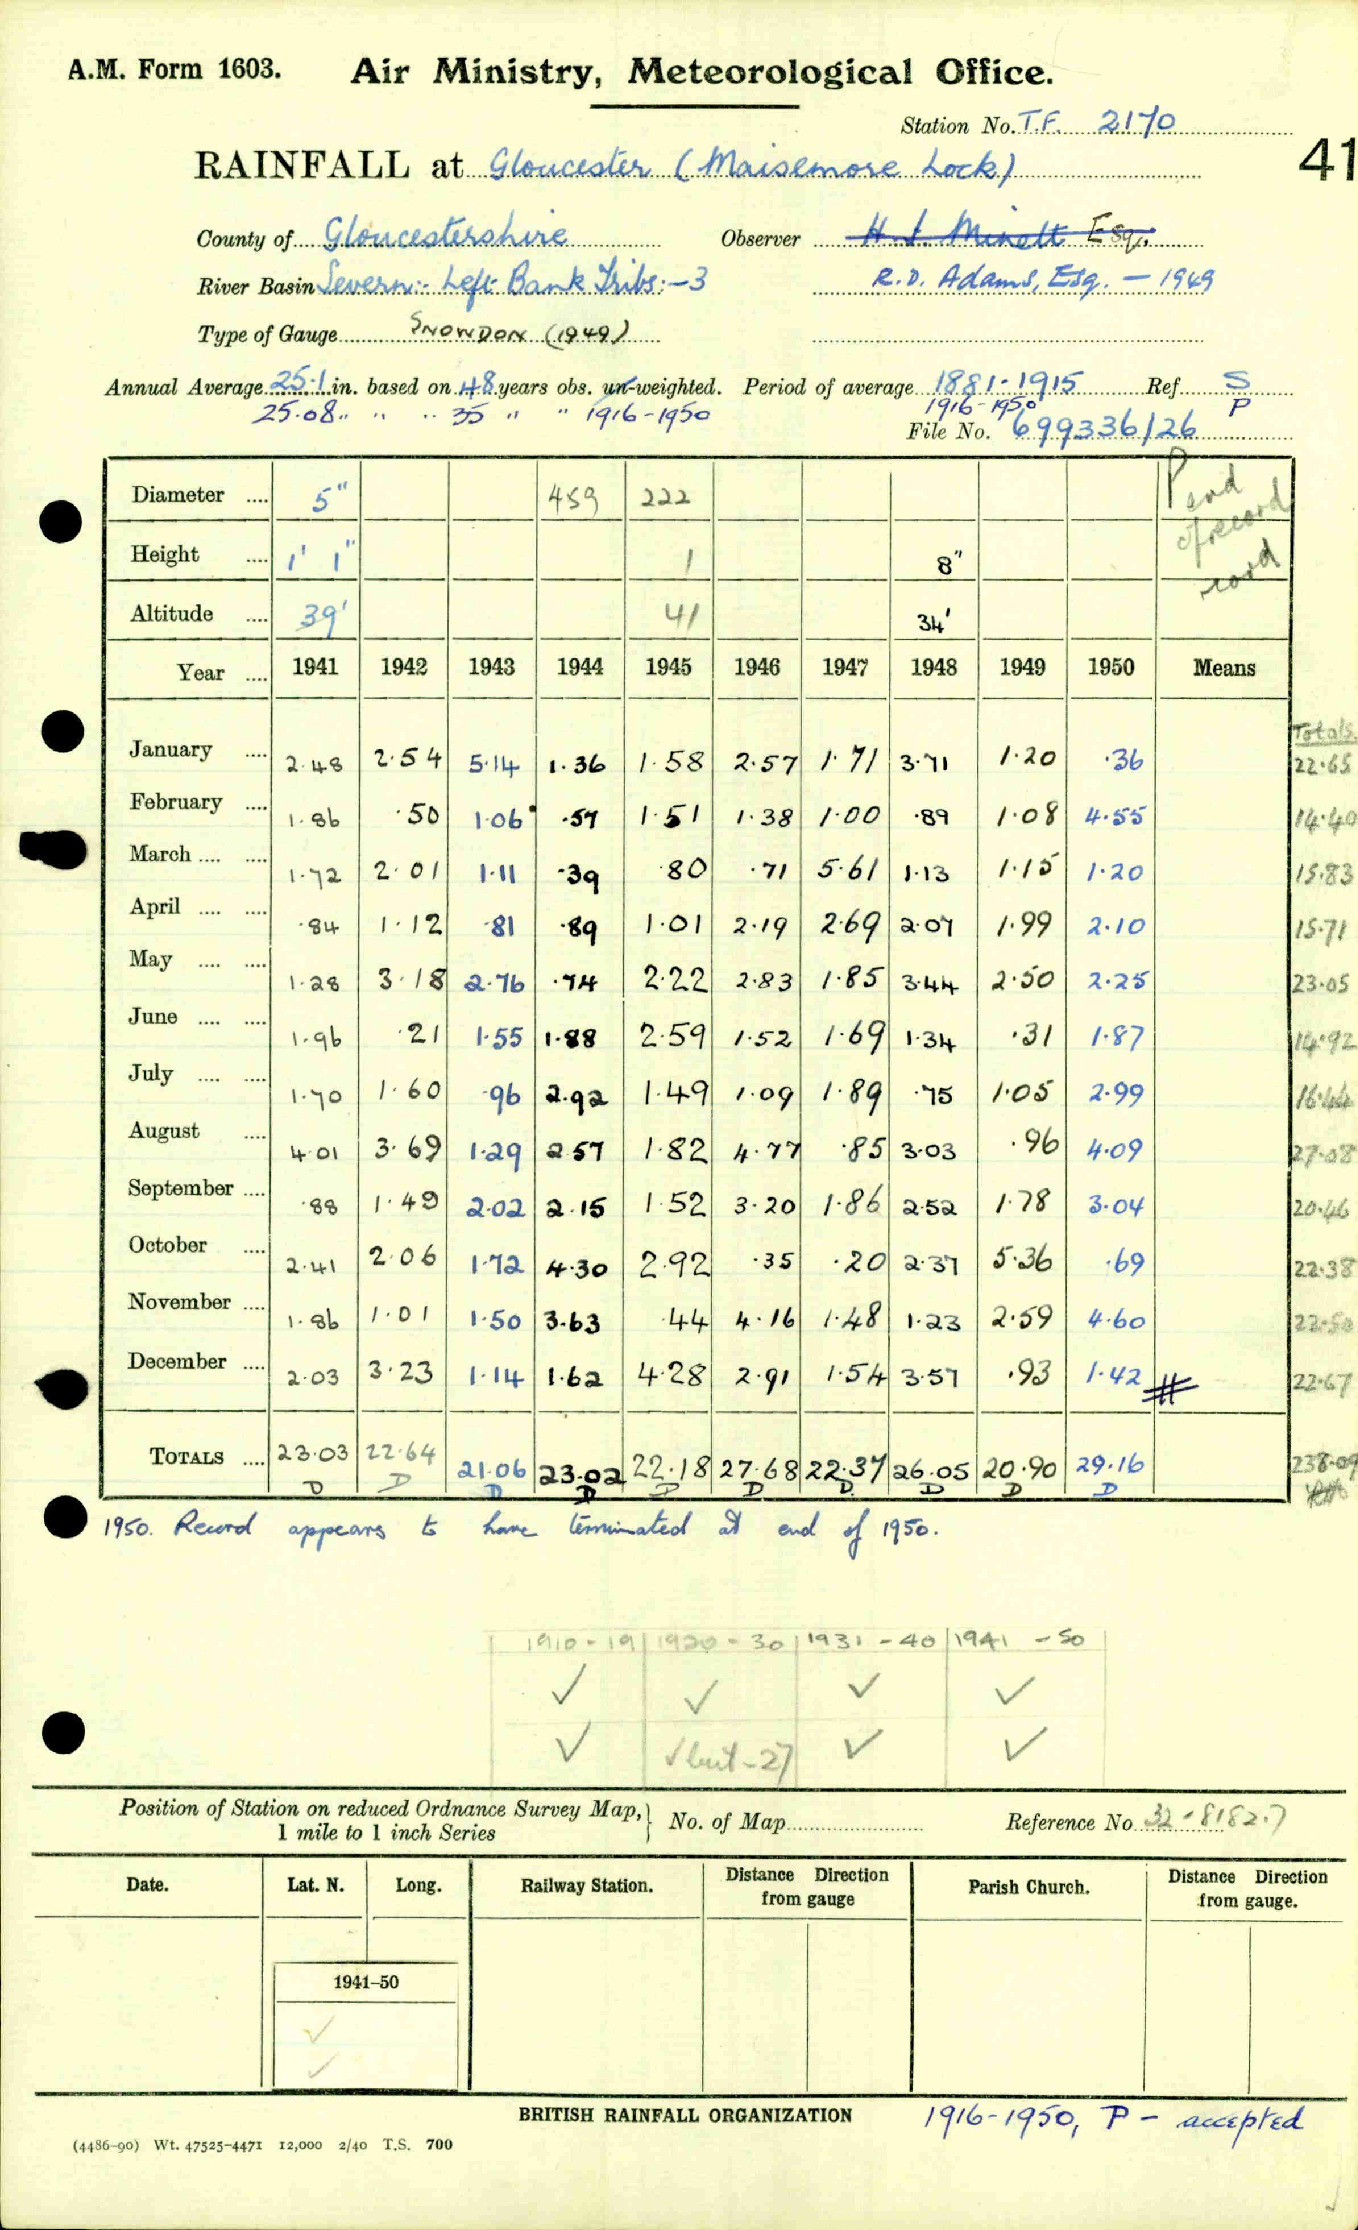 A.M. Form 1603. Air Ministry, Meteorological Office.
Station No. T.F. 2170
41
RAINFALL at Gloucester (Maisemore Lock)
County of Gloucestershire Observer Esq.
River Basin Severn:- Left Bank Tribs:-3 R.D. Adams, Esq. - 1949
Type of Gauge SNOWDON (1949)
Annual Average 25.1 in. based on 48 years obs. un-weighted. Period of average 1881-1915 Ref. S
25.08 " " " 35 " " 1916-1950 1916-1950 P
File No. 699336/26
Diameter .... 5" 459 222 P end of record
Height .... 1' 1" 1 8"
Altitude .... 39' 41 34'
Year .... 1941 1942 1943 1944 1945 1946 1947 1948 1949 1950 Means
Totals
January .... 2.48 2.54 5.14 1.36 1.58 2.57 1.71 3.71 1.20 .36 22.65
February .... 1.86 .50 1.06 .57 1.51 1.38 1.00 .89 1.08 4.55 14.40
March .... .... 1.72 2.01 1.11 .39 .80 .71 5.61 1.13 1.15 1.20 15.83
April .... .... .84 1.12 .81 .89 1.01 2.19 2.69 2.07 1.99 2.10 15.71
May .... .... 1.28 3.18 2.76 .74 2.22 2.83 1.85 3.44 2.50 2.25 23.05
June .... .... 1.96 .21 1.55 1.88 2.59 1.52 1.69 1.34 .31 1.87 14.92
July .... .... 1.70 1.60 .96 2.92 1.49 1.09 1.89 .75 1.05 2.99 16.44
August .... 4.01 3.69 1.29 2.57 1.82 4.77 .85 3.03 .96 4.09 27.08
September .... .88 1.49 2.02 2.15 1.52 3.20 1.86 2.52 1.78 3.04 20.46
October .... 2.41 2.06 1.72 4.30 2.92 .35 .20 2.37 5.36 .69 22.38
November .... 1.86 1.01 1.50 3.63 .44 4.16 1.48 1.23 2.59 4.60 22.50
December .... 2.03 3.23 1.14 1.62 4.28 2.91 1.54 3.57 .93 1.42 22.67
TOTALS .... 23.03 22.64 21.06 23.02 22.18 27.68 22.37 26.05 20.90 29.16 238.09
D D D D D D D D D D
1950. Record appears to have terminated at end of 1950.
1910-19 1920-30 1931-40 1941-50
✓ ✓ ✓ ✓
✓ ✓ but -27 ✓ ✓
Position of Station on reduced Ordnance Survey Map, 1 mile to 1 inch Series No. of Map Reference No 32-8182.7
Date. Lat. N. Long. Railway Station. Distance Direction from gauge Parish Church. Distance Direction from gauge.
1941-50
✓
✓
BRITISH RAINFALL ORGANIZATION 1916-1950, P - accepted
(4486-90) Wt. 47525-4471 12,000 2/40 T.S. 700